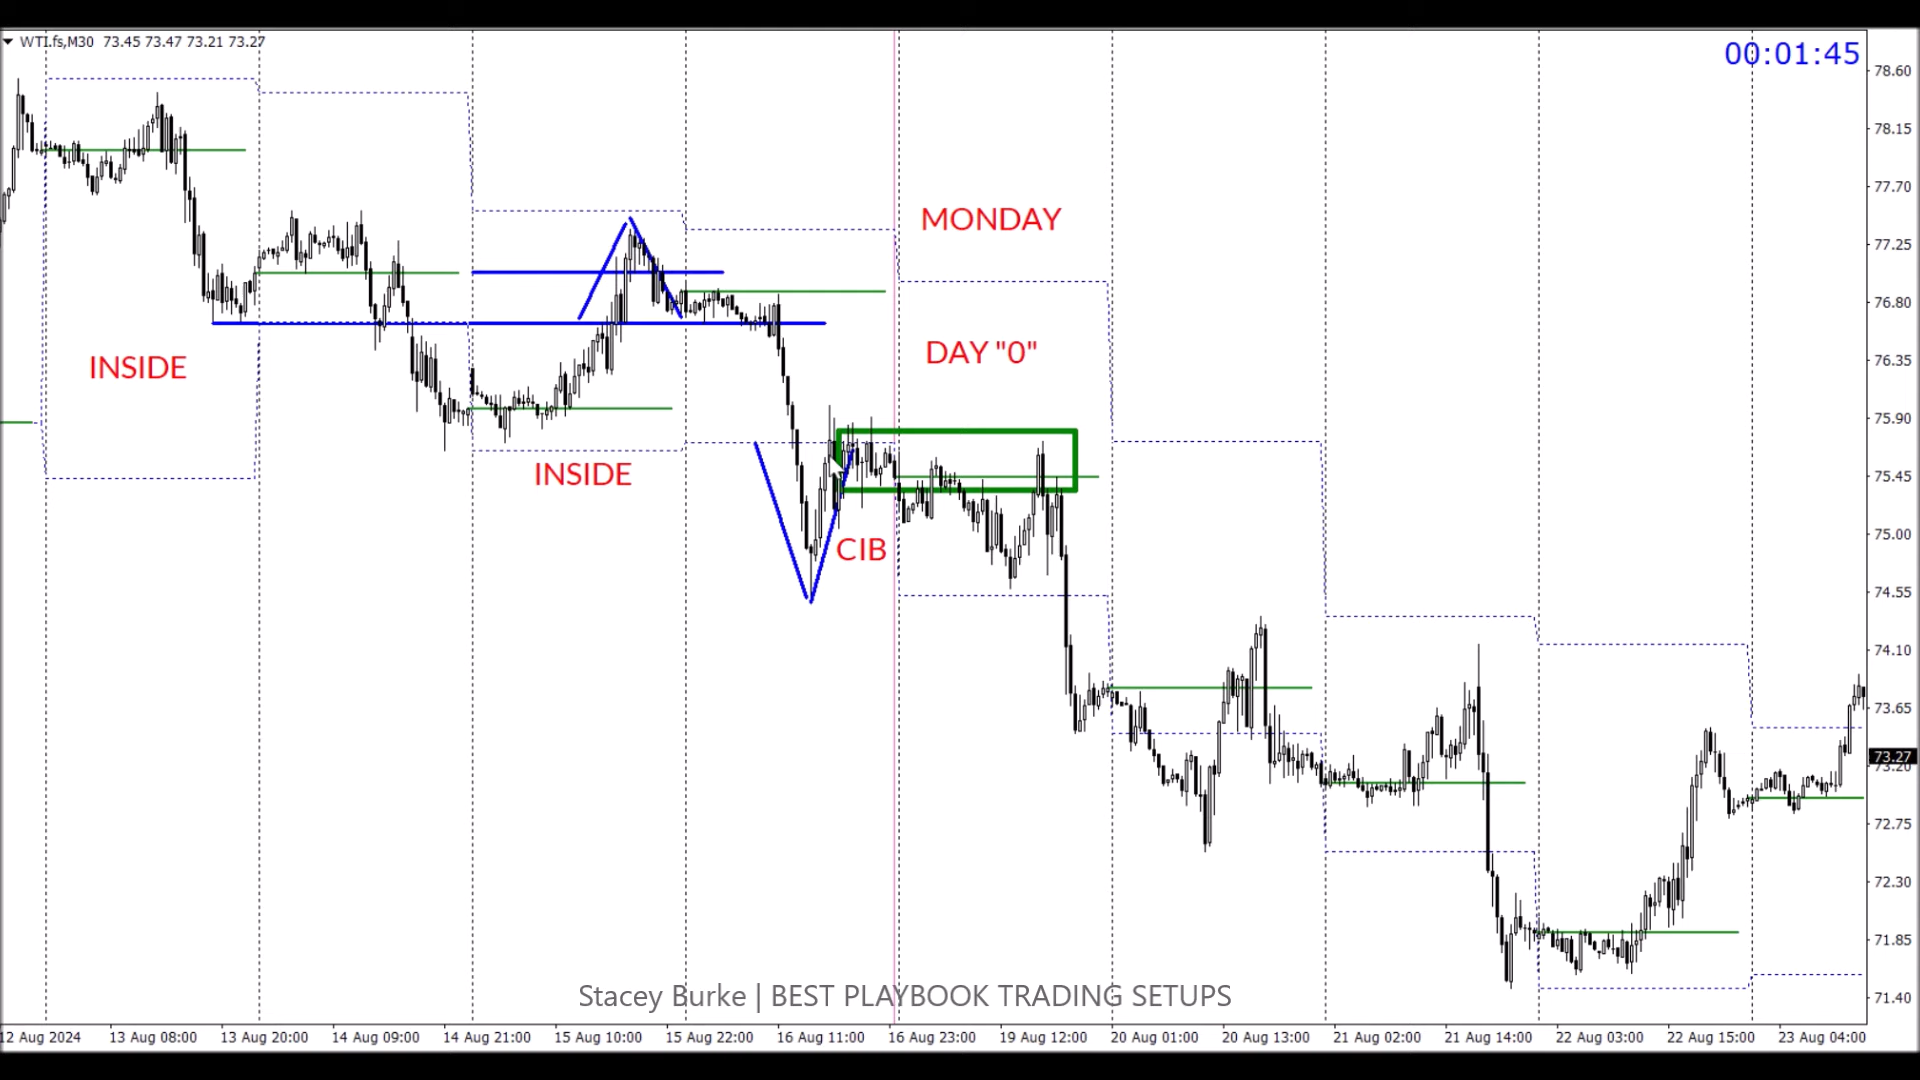 WTI.fs,M30 73.45 73.47 73.21 73.27
00:01:45
78.60
78.15
77.70
MONDAY
77.25
76.80
INSIDE
DAY "0"
76.35
75.90
INSIDE
75.45
CIB
75.00
74.55
74.10
73.65
73.27
73.20
72.75
72.30
71.85
Stacey Burke | BEST PLAYBOOK TRADING SETUPS
71.40
12 Aug 2024 13 Aug 08:00 13 Aug 20:00 14 Aug 09:00 14 Aug 21:00 15 Aug 10:00 15 Aug 22:00 16 Aug 11:00 16 Aug 23:00 19 Aug 12:00 20 Aug 01:00 20 Aug 13:00 21 Aug 02:00 21 Aug 14:00 22 Aug 03:00 22 Aug 15:00 23 Aug 04:00